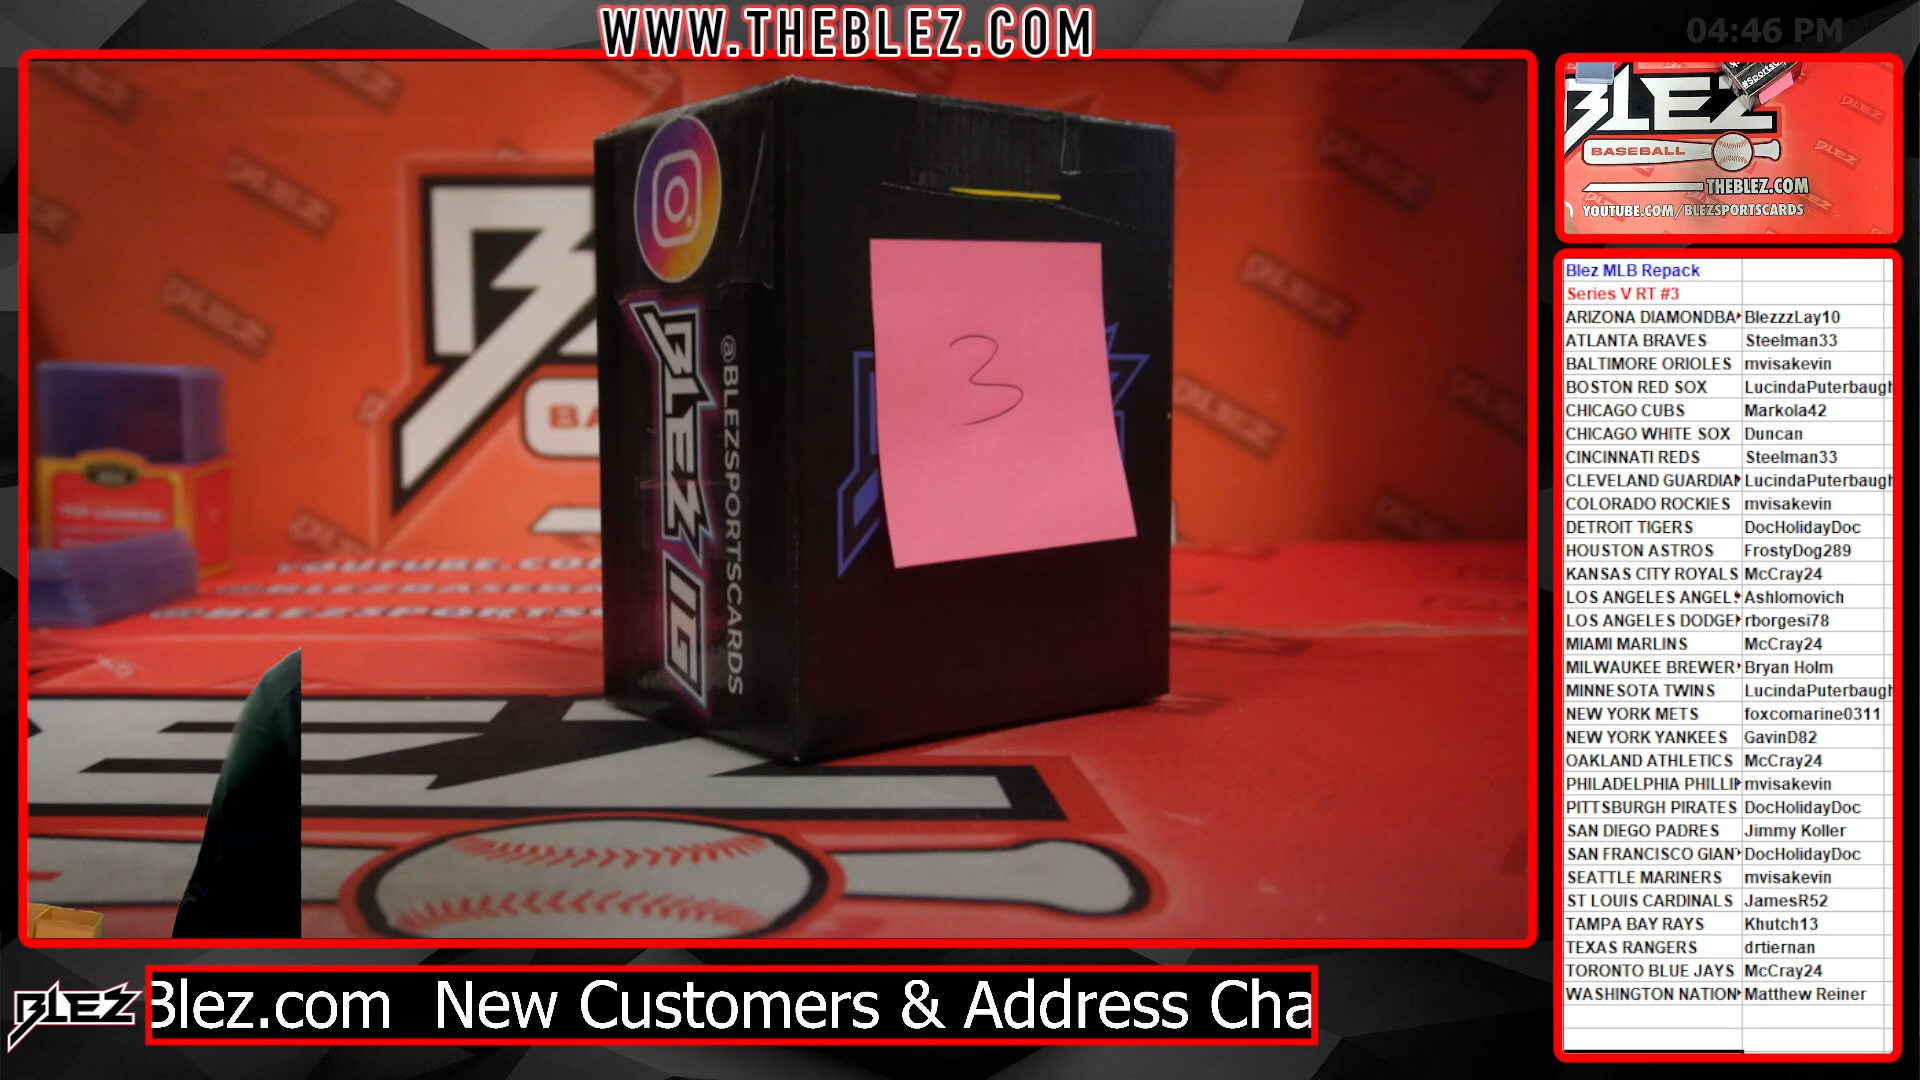 WWW.THEBLEZ.COM
04:46 PM
BLEZ
BASEBALL
THEBLEZ.COM
YOUTUBE.COM/BLEZSPORTSCARDS
BLEZ IG
@BLEZSPORTSCARDS
3
Blez MLB Repack
Series V RT #3
ARIZONA DIAMONDBA BlezzzLay10
ATLANTA BRAVES Steelman33
BALTIMORE ORIOLES mvisakevin
BOSTON RED SOX LucindaPuterbaugh
CHICAGO CUBS Markola42
CHICAGO WHITE SOX Duncan
CINCINNATI REDS Steelman33
CLEVELAND GUARDIAN LucindaPuterbaugh
COLORADO ROCKIES mvisakevin
DETROIT TIGERS DocHolidayDoc
HOUSTON ASTROS FrostyDog289
KANSAS CITY ROYALS McCray24
LOS ANGELES ANGELS Ashlomovich
LOS ANGELES DODGE rborgesi78
MIAMI MARLINS McCray24
MILWAUKEE BREWER Bryan Holm
MINNESOTA TWINS LucindaPuterbaugh
NEW YORK METS foxcomarine0311
NEW YORK YANKEES GavinD82
OAKLAND ATHLETICS McCray24
PHILADELPHIA PHILLI mvisakevin
PITTSBURGH PIRATES DocHolidayDoc
SAN DIEGO PADRES Jimmy Koller
SAN FRANCISCO GIAN DocHolidayDoc
SEATTLE MARINERS mvisakevin
ST LOUIS CARDINALS JamesR52
TAMPA BAY RAYS Khutch13
TEXAS RANGERS drtiernan
TORONTO BLUE JAYS McCray24
WASHINGTON NATION Matthew Reiner
BLEZ
Blez.com New Customers & Address Cha